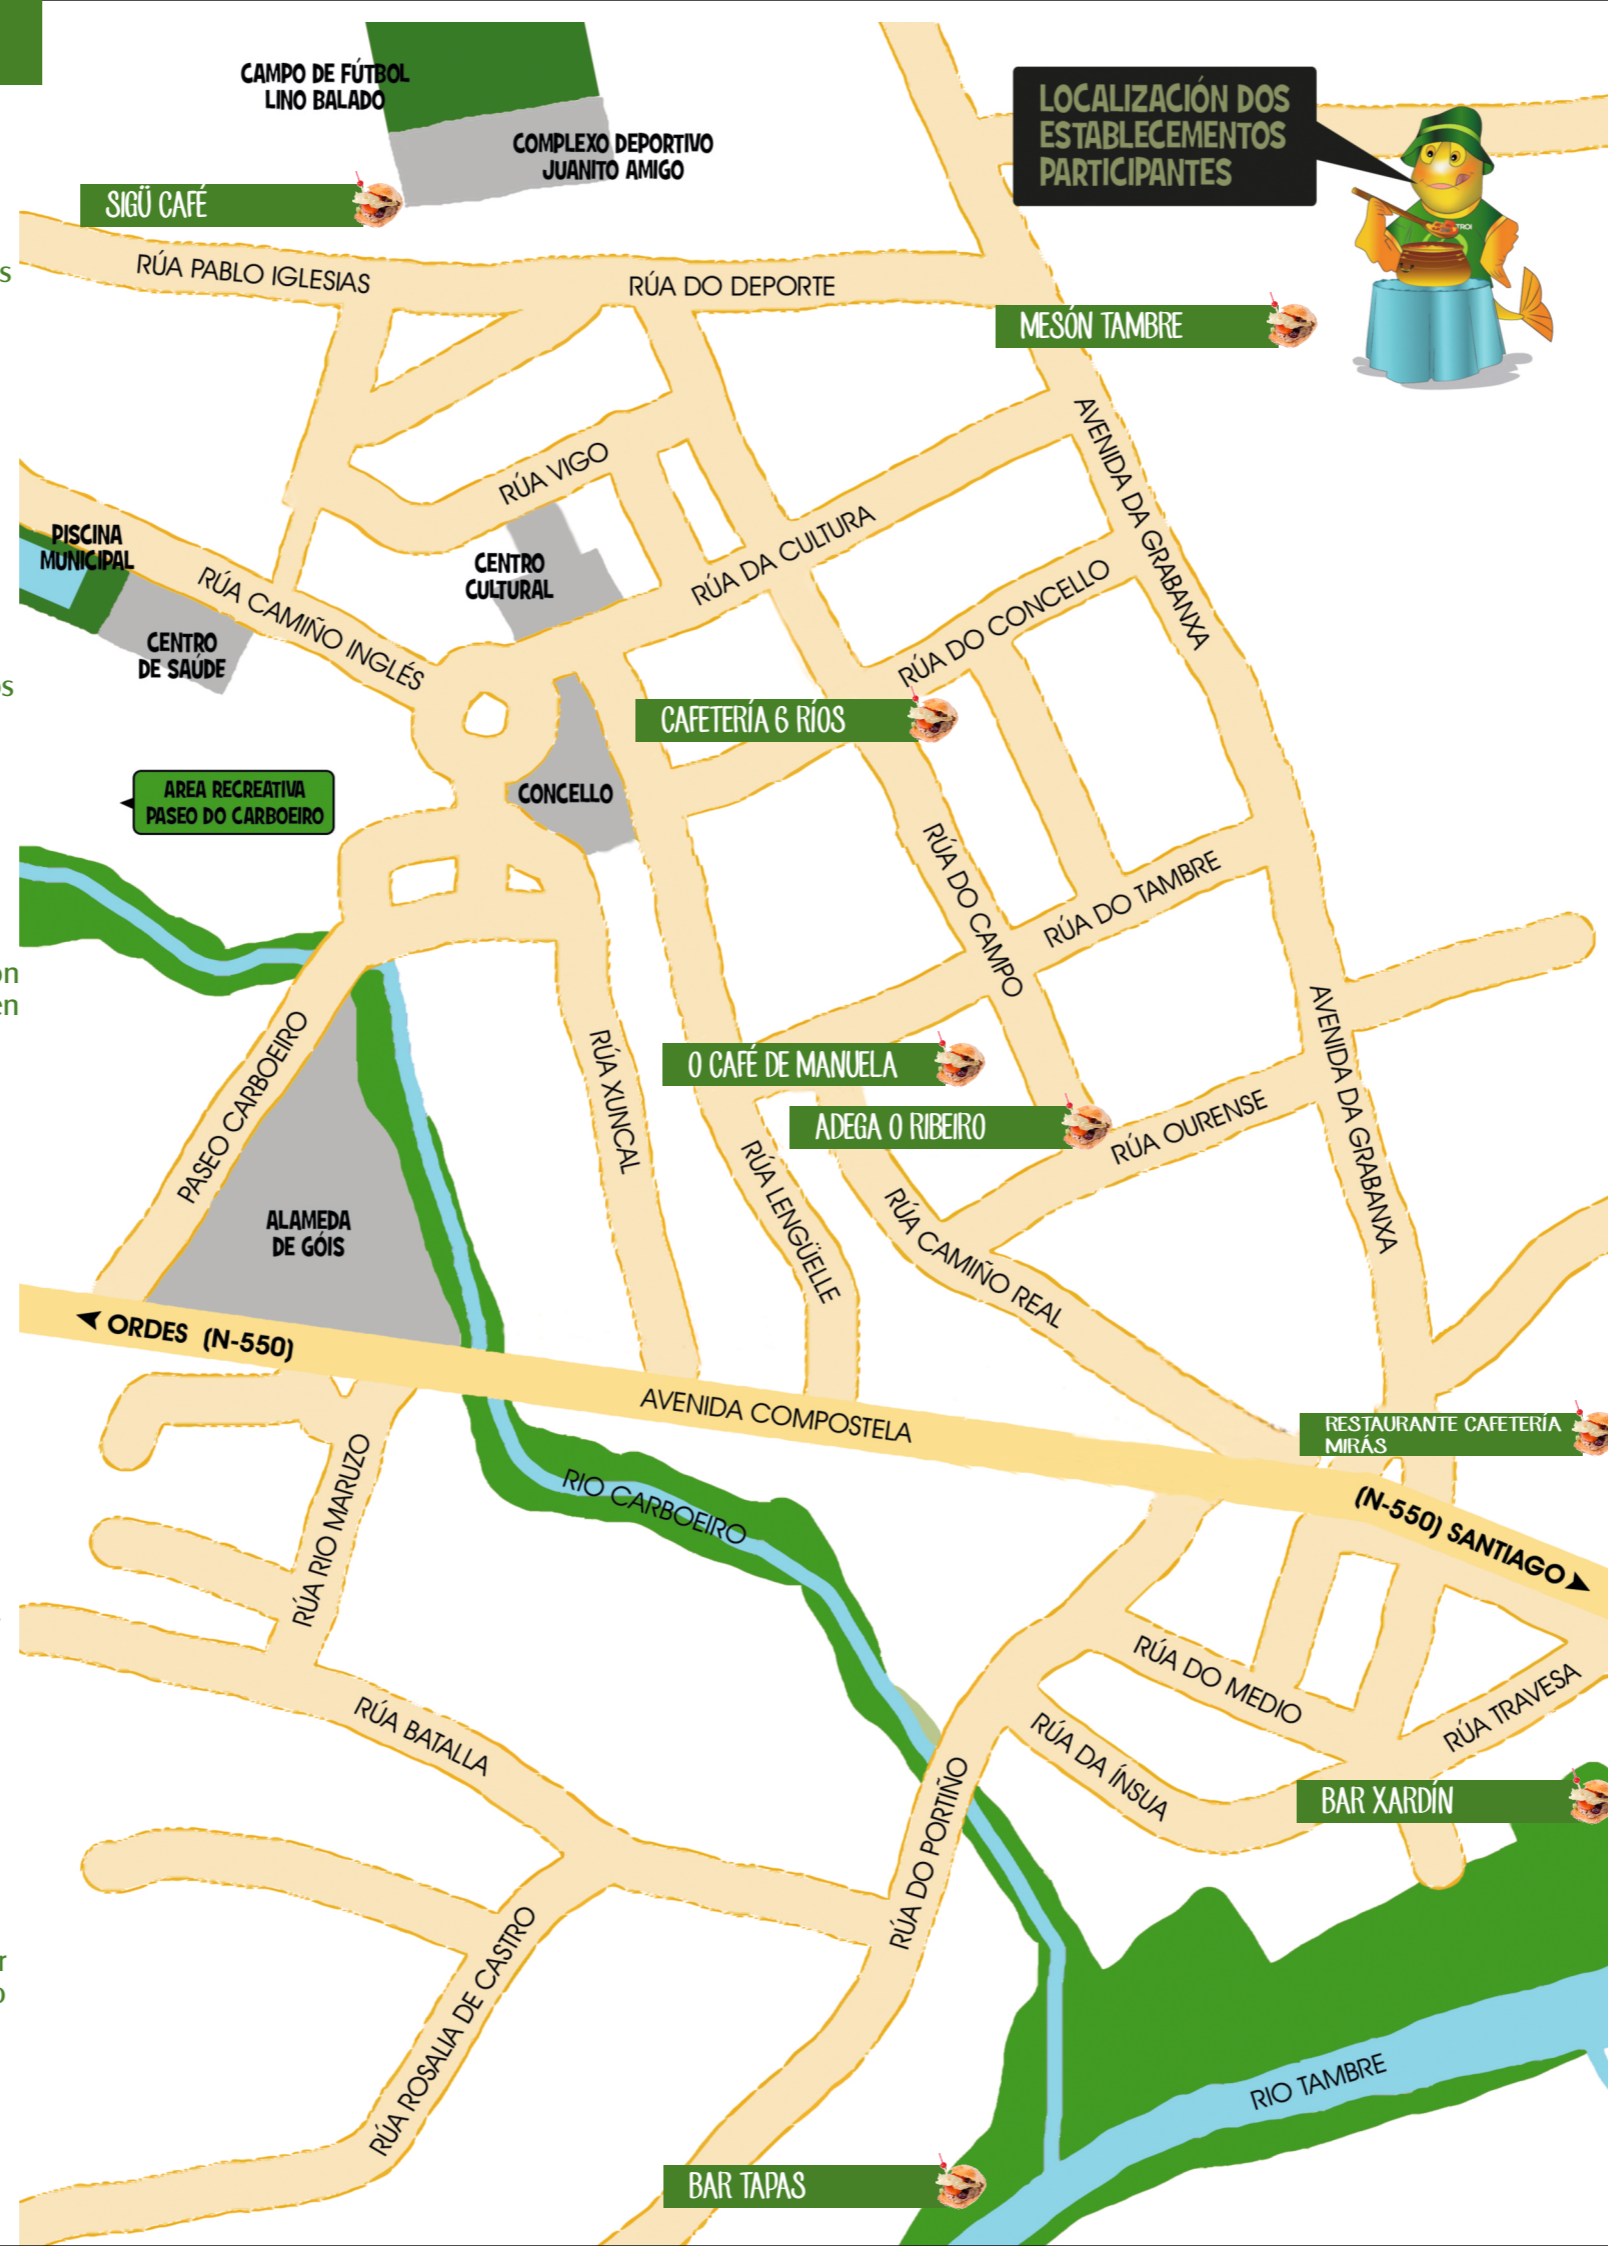 CAMPO DE FÚTBOL
LINO BALADO
COMPLEXO DEPORTIVO
JUANITO AMIGO
LOCALIZACIÓN DOS
ESTABLECEMENTOS
PARTICIPANTES
TROI
SIGÜ CAFÉ
s
RÚA PABLO IGLESIAS
RÚA DO DEPORTE
MESÓN TAMBRE
AVENIDA DA GRABANXA
RÚA VIGO
PISCINA
MUNICIPAL
CENTRO
CULTURAL
RÚA DA CULTURA
RÚA DO CONCELLO
RÚA CAMIÑO INGLÉS
CENTRO
DE SAÚDE
os
CAFETERÍA 6 RÍOS
AREA RECREATIVA
PASEO DO CARBOEIRO
CONCELLO
RÚA DO CAMPO
RÚA DO TAMBRE
on
en
PASEO CARBOEIRO
RÚA XUNCAL
O CAFÉ DE MANUELA
ADEGA O RIBEIRO
RÚA OURENSE
AVENIDA DA GRABANXA
RÚA LENGÜELLE
RÚA CAMIÑO REAL
ALAMEDA
DE GÓIS
ORDES (N-550)
AVENIDA COMPOSTELA
RESTAURANTE CAFETERÍA
MIRÁS
(N-550) SANTIAGO
RIO CARBOEIRO
RÚA RIO MARUZO
RÚA DO MEDIO
RÚA TRAVESA
RÚA BATALLA
RÚA DA ÍNSUA
BAR XARDÍN
RÚA DO PORTIÑO
r
o
RÚA ROSALIA DE CASTRO
RIO TAMBRE
BAR TAPAS